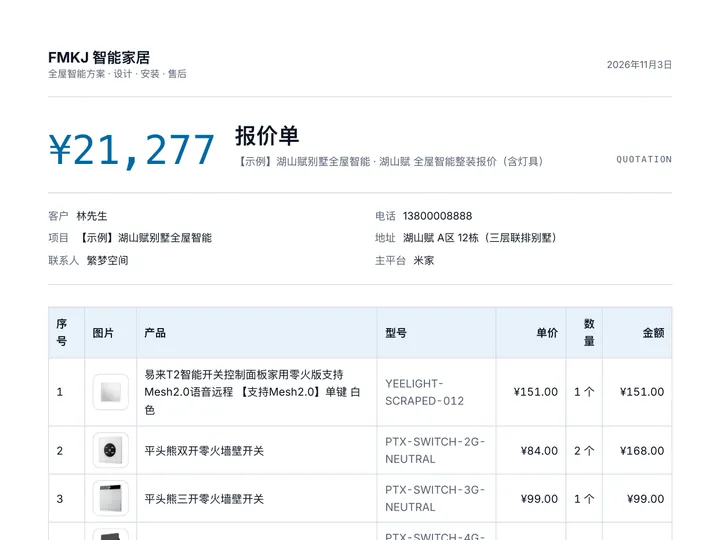 FMKJ 智能家居
全屋智能方案 · 设计 · 安装 · 售后
2026年11月3日
¥21,277
报价单
【示例】湖山赋别墅全屋智能 · 湖山赋 全屋智能整装报价（含灯具）
QUOTATION
客户 林先生
电话 13800008888
项目 【示例】湖山赋别墅全屋智能
地址 湖山赋 A区 12栋（三层联排别墅）
联系人 繁梦空间
主平台 米家
序号 图片 产品 型号 单价 数量 金额
1 易来T2智能开关控制面板家用零火版支持
Mesh2.0语音远程 【支持Mesh2.0】单键 白
色
YEELIGHT-
SCRAPED-012
¥151.00 1 个 ¥151.00
2 平头熊双开零火墙壁开关
PTX-SWITCH-2G-
NEUTRAL
¥84.00 2 个 ¥168.00
3 平头熊三开零火墙壁开关
PTX-SWITCH-3G-
NEUTRAL
¥99.00 1 个 ¥99.00
PTX-SWITCH-4G-